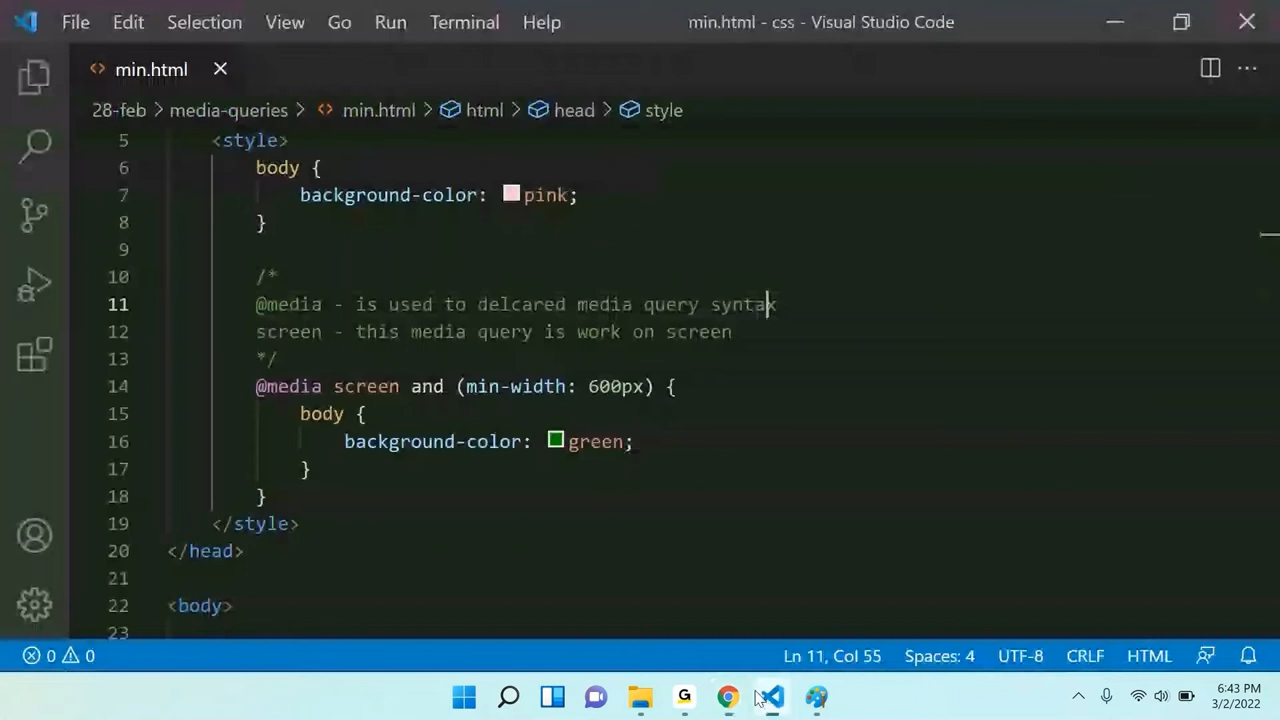 File Edit Selection View Go Run Terminal Help min.html - css - Visual Studio Code
min.html
28-feb > media-queries > min.html > html > head > style
5 <style>
6 body {
7 background-color: pink;
8 }
9
10 /*
11 @media - is used to delcared media query syntax
12 screen - this media query is work on screen
13 */
14 @media screen and (min-width: 600px) {
15 body {
16 background-color: green;
17 }
18 }
19 </style>
20 </head>
21
22 <body>
23
0 0 Ln 11, Col 55 Spaces: 4 UTF-8 CRLF HTML
G
6:43 PM
3/2/2022